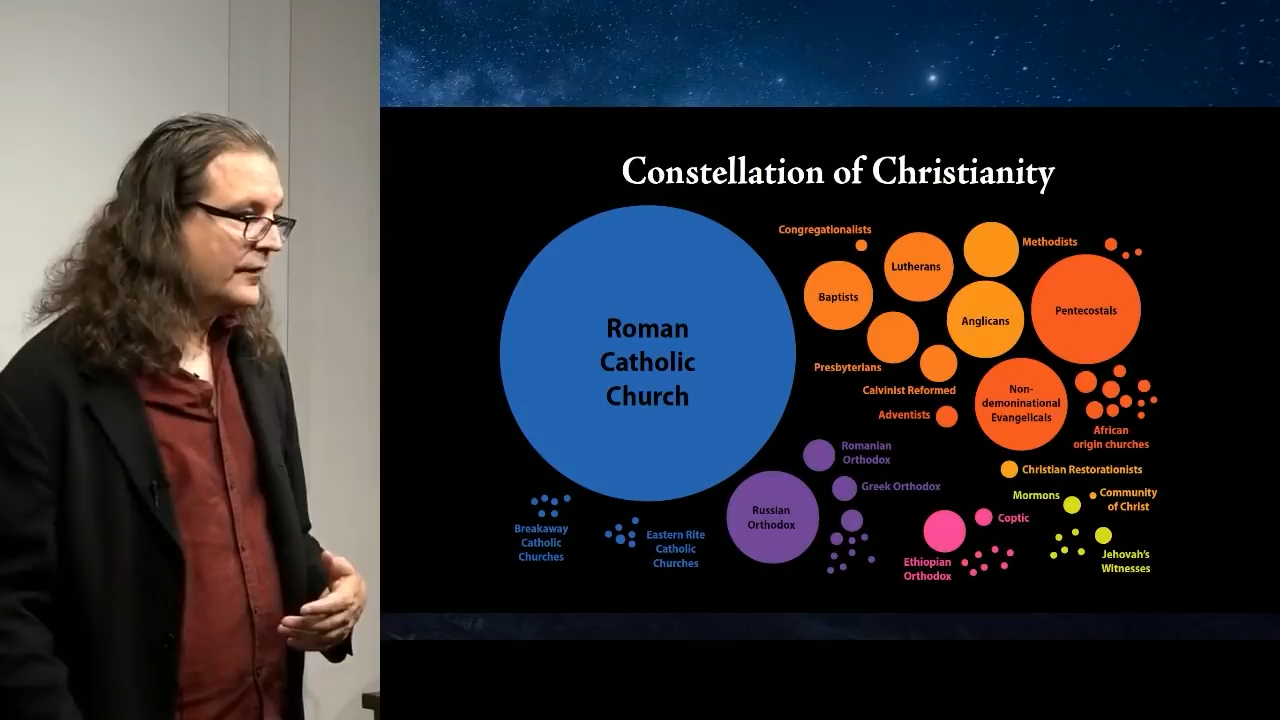 Constellation of Christianity
Roman
Catholic
Church
Congregationalists
Baptists
Lutherans
Methodists
Anglicans
Pentecostals
Presbyterians
Calvinist Reformed
Adventists
Non-
demoninational
Evangelicals
African
origin churches
Romanian
Orthodox
Greek Orthodox
Russian
Orthodox
Christian Restorationists
Mormons
Community
of Christ
Coptic
Ethiopian
Orthodox
Jehovah's
Witnesses
Breakaway
Catholic
Churches
Eastern Rite
Catholic
Churches